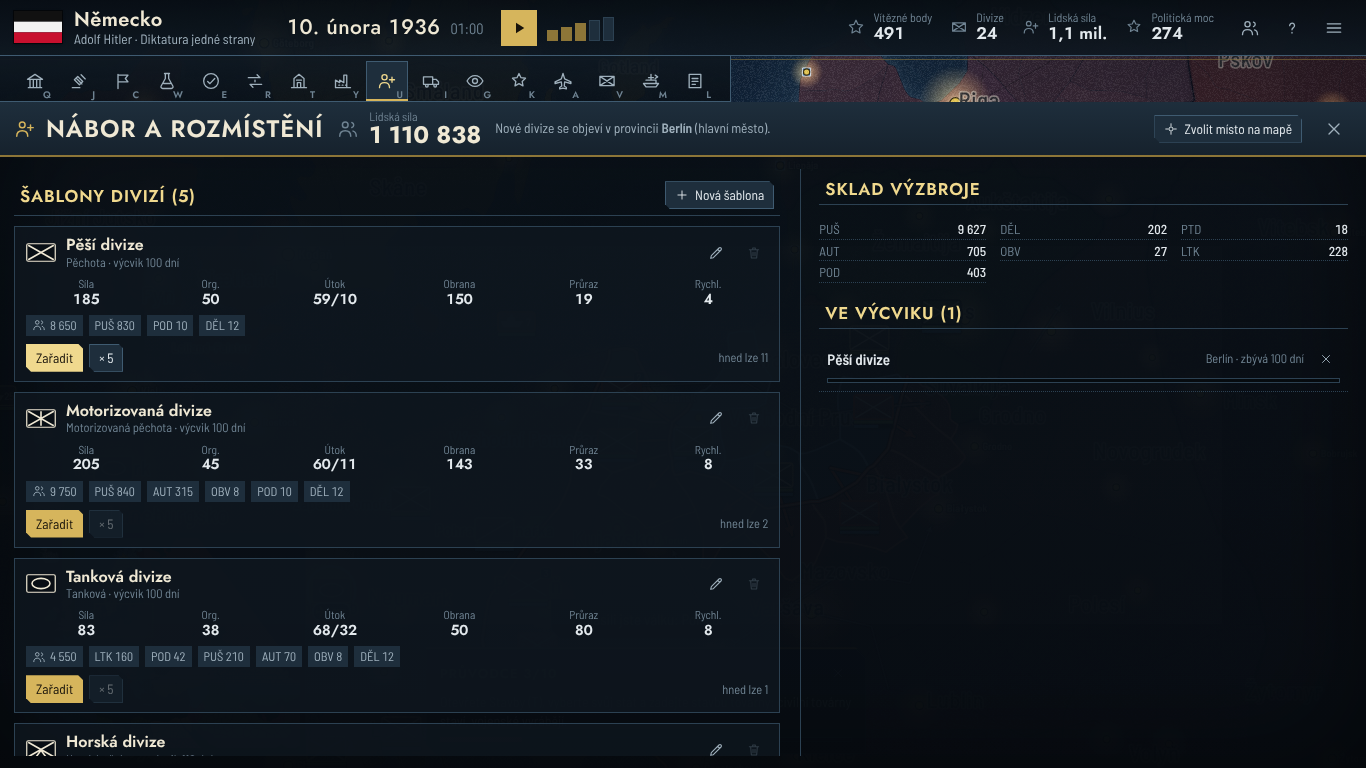 Německo
Adolf Hitler · Diktatura jedné strany
10. února 1936 01:00
Vítězné body
491
Divize
24
Lidská síla
1,1 mil.
Politická moc
274
?
Q J C W E R T Y U I G K A V M L
PSKOV
Riga
NÁBOR A ROZMÍSTĚNÍ
Lidská síla
1 110 838
Nové divize se objeví v provincii Berlín (hlavní město).
Zvolit místo na mapě
ŠABLONY DIVIZÍ (5)
Nová šablona
Pěší divize
Pěchota · výcvik 100 dní
Síla Org. Útok Obrana Průraz Rychl.
185 50 59/10 150 19 4
8 650 PUŠ 830 POD 10 DĚL 12
Zařadit × 5 hned lze 11
Motorizovaná divize
Motorizovaná pěchota · výcvik 100 dní
Síla Org. Útok Obrana Průraz Rychl.
205 45 60/11 143 33 8
9 750 PUŠ 840 AUT 315 OBV 8 POD 10 DĚL 12
Zařadit × 5 hned lze 2
Tanková divize
Tanková · výcvik 100 dní
Síla Org. Útok Obrana Průraz Rychl.
83 38 68/32 50 80 8
4 550 LTK 160 POD 42 PUŠ 210 AUT 70 OBV 8 DĚL 12
Zařadit × 5 hned lze 1
Horská divize
SKLAD VÝZBROJE
PUŠ 9 627 DĚL 202 PTD 18
AUT 705 OBV 27 LTK 228
POD 403
VE VÝCVIKU (1)
Pěší divize Berlín · zbývá 100 dní